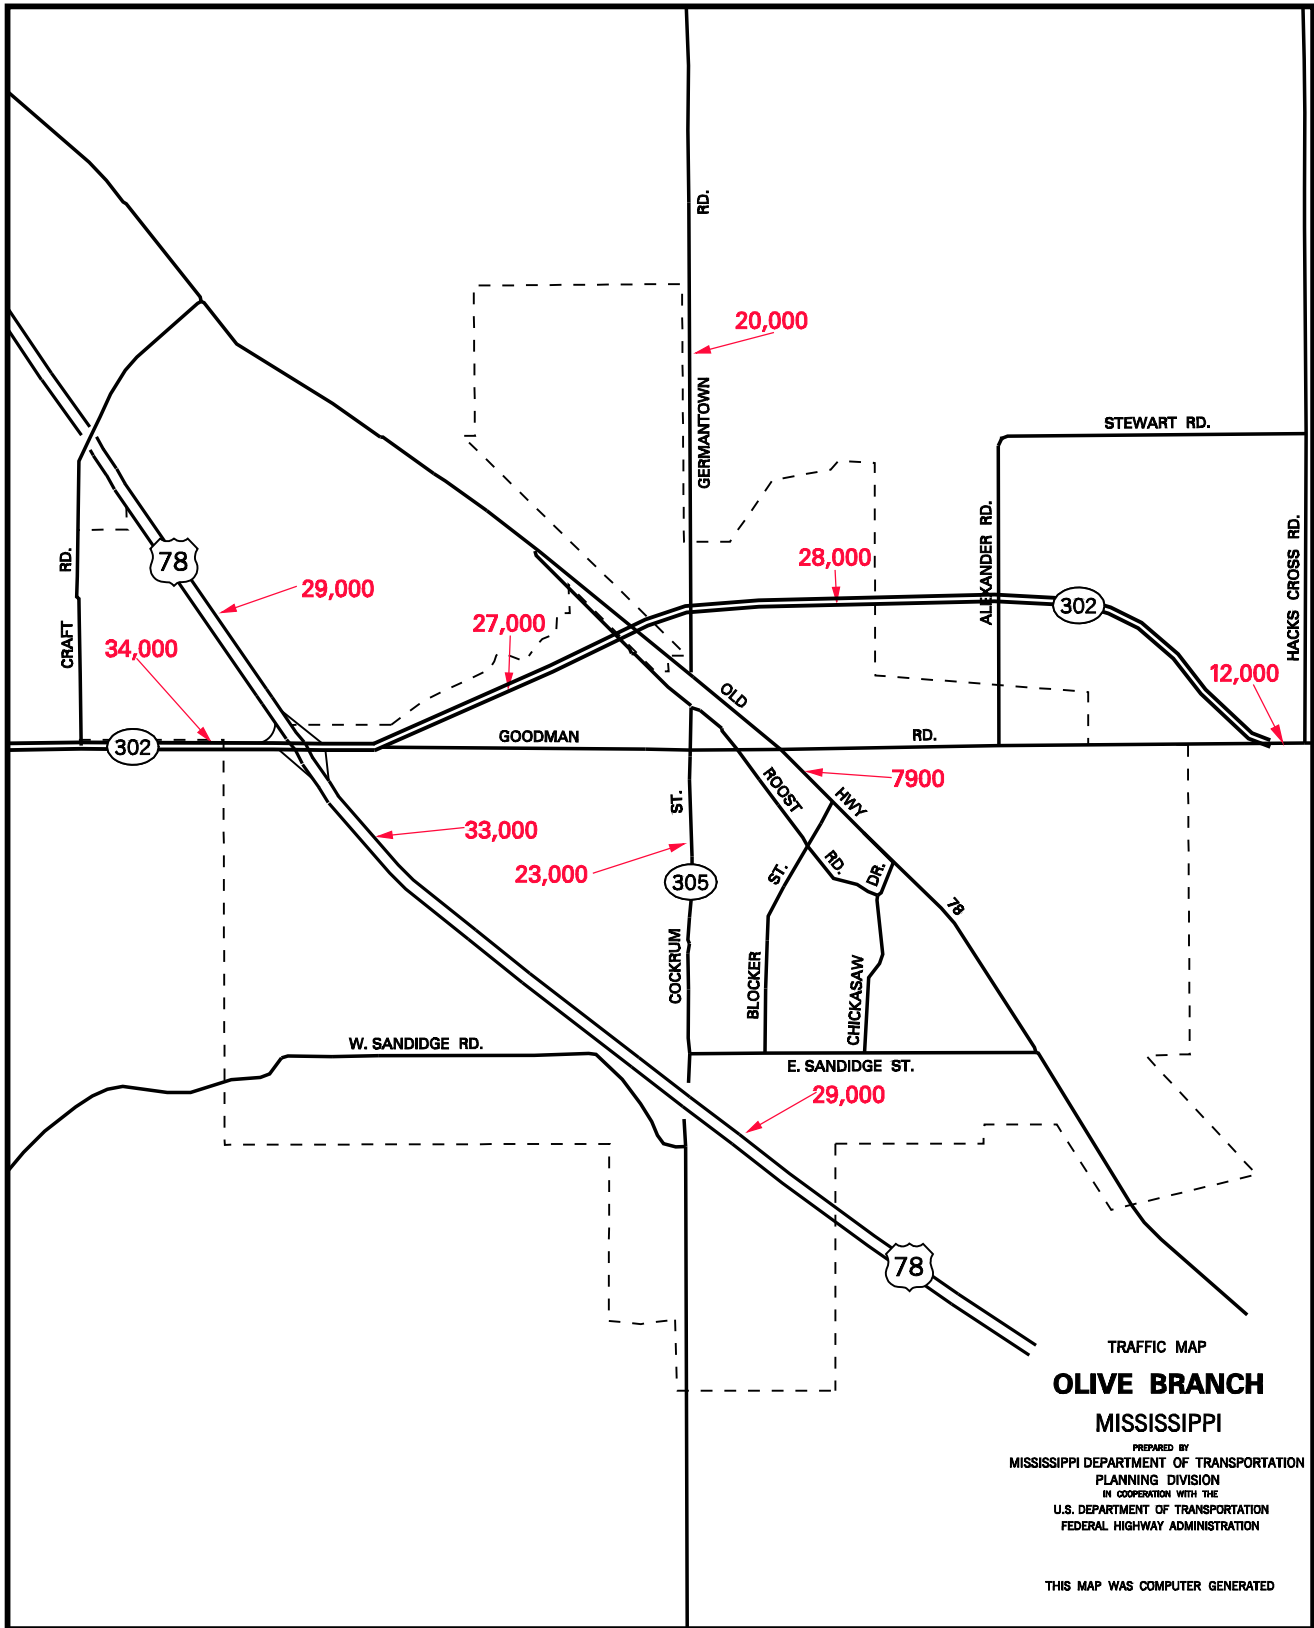 RD.
20,000
GERMANTOWN
STEWART RD.
ALEXANDER RD.
HACKS CROSS RD.
CRAFT RD.
78
29,000
28,000
302
27,000
34,000
12,000
OLD HWY 78
302
GOODMAN RD.
7900
ROOST RD.
33,000
23,000
305
COCKRUM ST.
BLOCKER ST.
CHICKASAW DR.
W. SANDIDGE RD.
E. SANDIDGE ST.
29,000
78
TRAFFIC MAP
OLIVE BRANCH
MISSISSIPPI
PREPARED BY
MISSISSIPPI DEPARTMENT OF TRANSPORTATION
PLANNING DIVISION
IN COOPERATION WITH THE
U.S. DEPARTMENT OF TRANSPORTATION
FEDERAL HIGHWAY ADMINISTRATION
THIS MAP WAS COMPUTER GENERATED